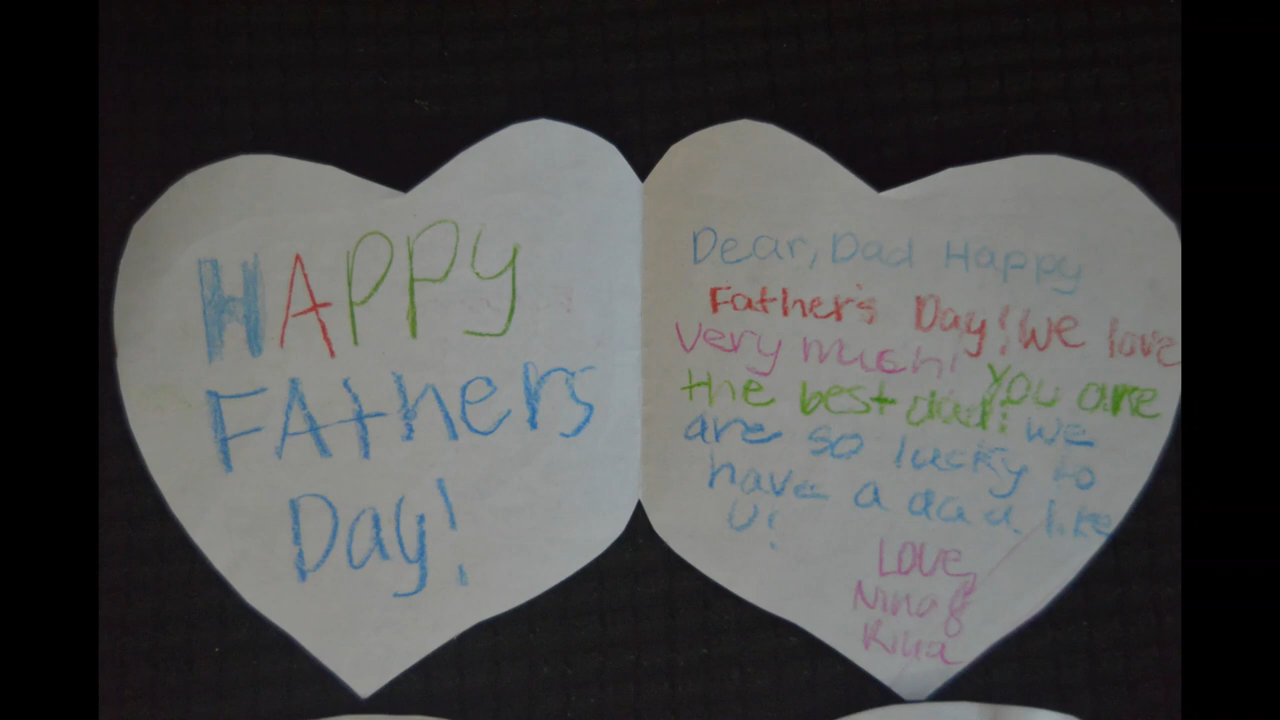 HAPPy
FAthers
Day!
Dear, Dad Happy
Father's Day! We love
Very much!
You are
the best dad! We
are so lucky to
have a dad like
U!
Love,
Nina &